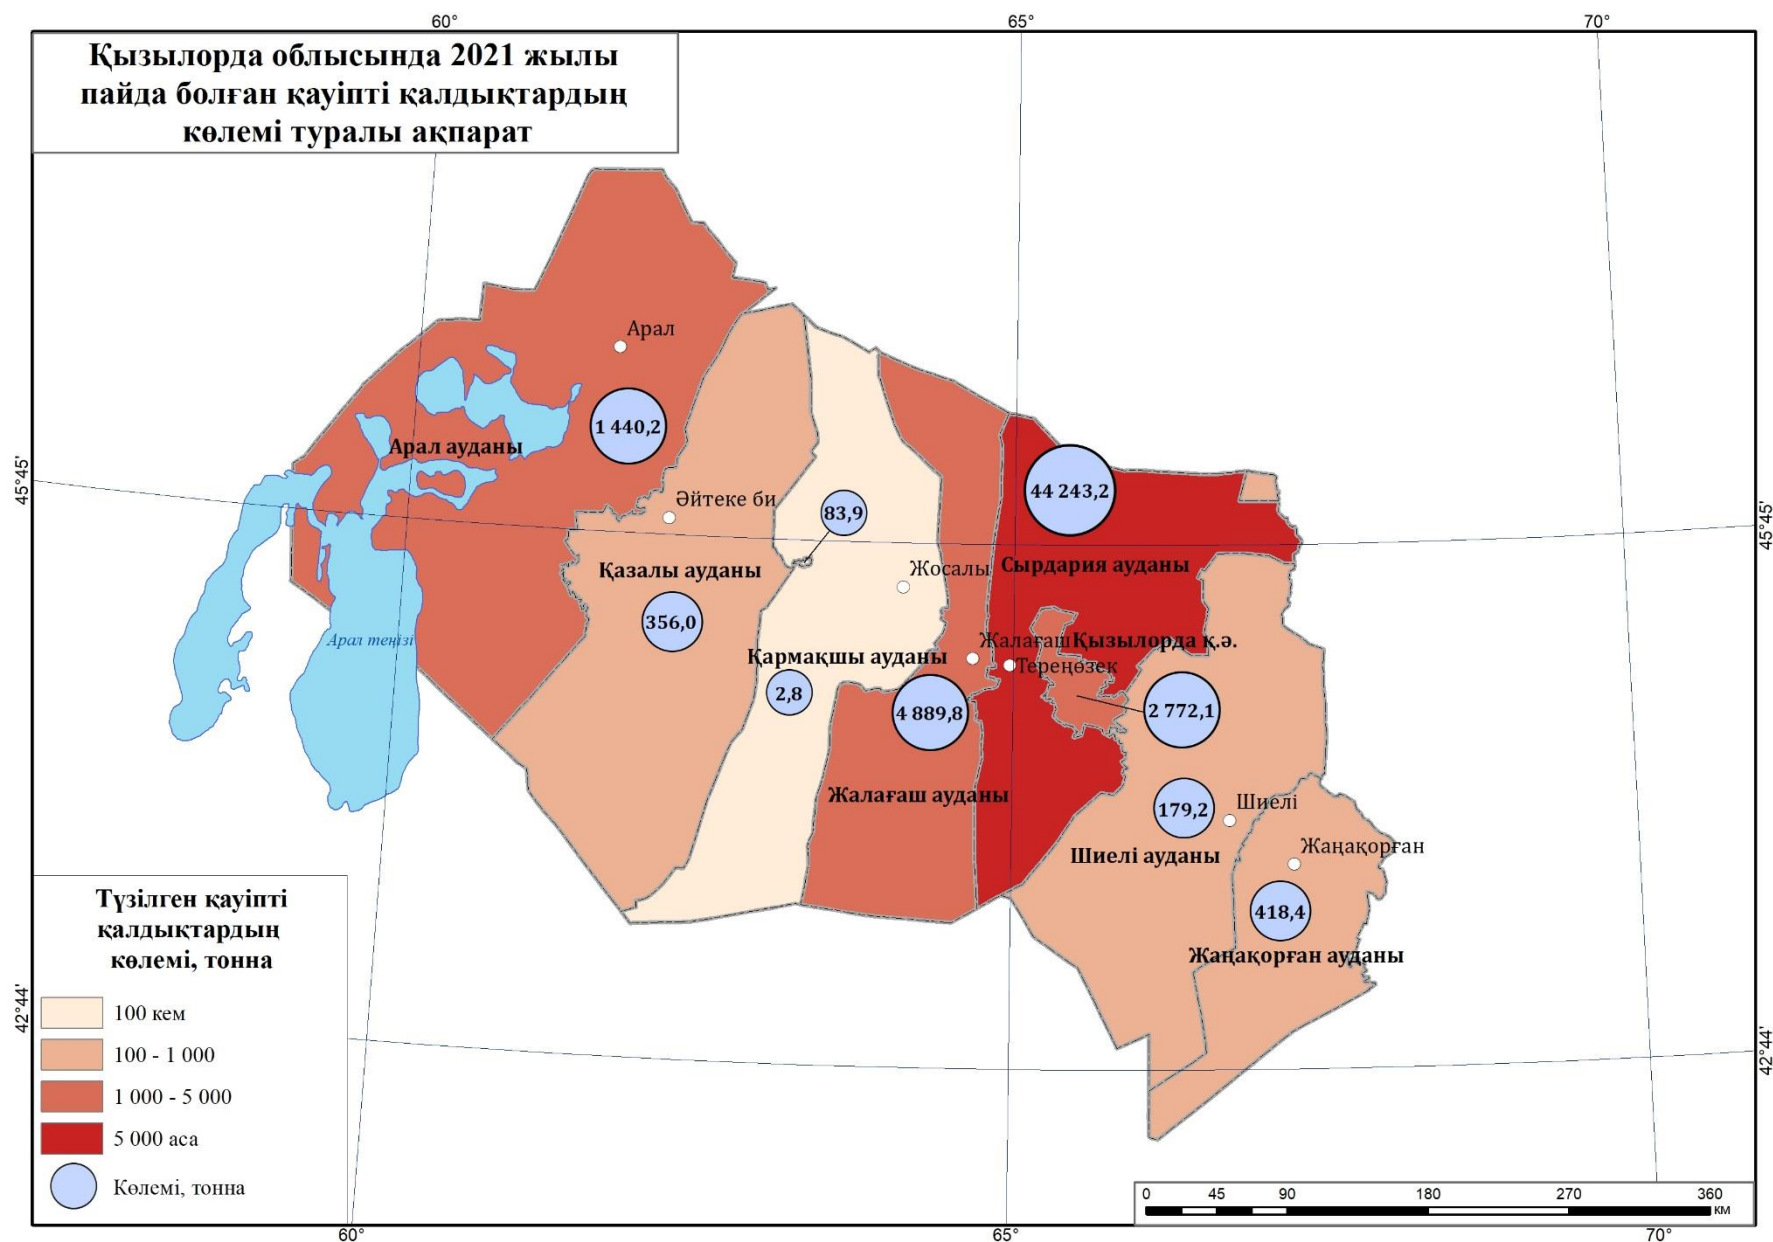 60°
65°
70°
Қызылорда облысында 2021 жылы
пайда болған қауіпті қалдықтардың
көлемі туралы ақпарат
Арал
1 440,2
Арал ауданы
45°45'
45°45'
44 243,2
Әйтеке би
83,9
Қазалы ауданы
Жосалы
Сырдария ауданы
356,0
Арал теңізі
Жалағаш
Қызылорда қ.ә.
Қармақшы ауданы
Тереңөзек
2,8
4 889,8
2 772,1
Жалағаш ауданы
179,2
Шиелі
Шиелі ауданы
Жаңақорған
418,4
Жаңақорған ауданы
Түзілген қауіпті
қалдықтардың
көлемі, тонна
42°44'
42°44'
100 кем
100 - 1 000
1 000 - 5 000
5 000 аса
Көлемі, тонна
0 45 90 180 270 360
км
60°
65°
70°